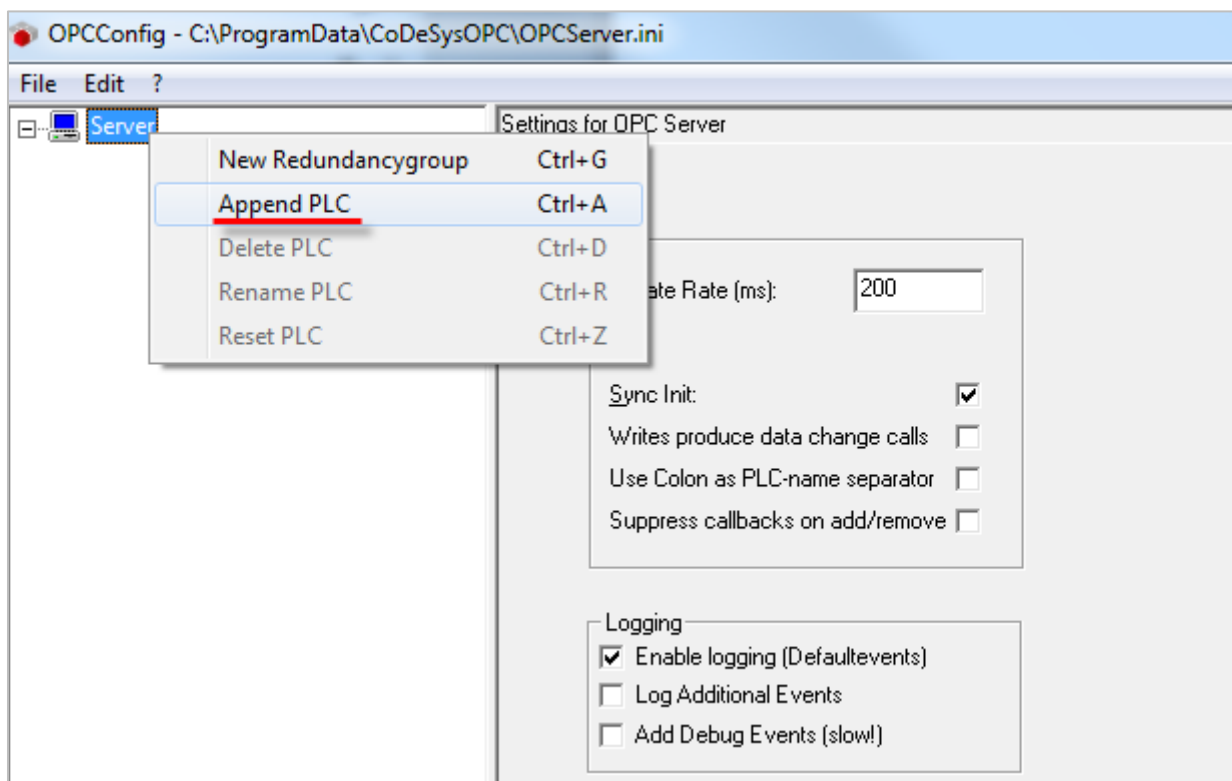 OPCConfig - C:\ProgramData\CoDeSysOPC\OPCServer.ini
File Edit ?
Server
Settings for OPC Server
New Redundancygroup Ctrl+G
Append PLC Ctrl+A
Delete PLC Ctrl+D
Rename PLC Ctrl+R
Reset PLC Ctrl+Z
ate Rate (ms): 200
Sync Init:
Writes produce data change calls
Use Colon as PLC-name separator
Suppress callbacks on add/remove
Logging
Enable logging (Defaultevents)
Log Additional Events
Add Debug Events (slow!)